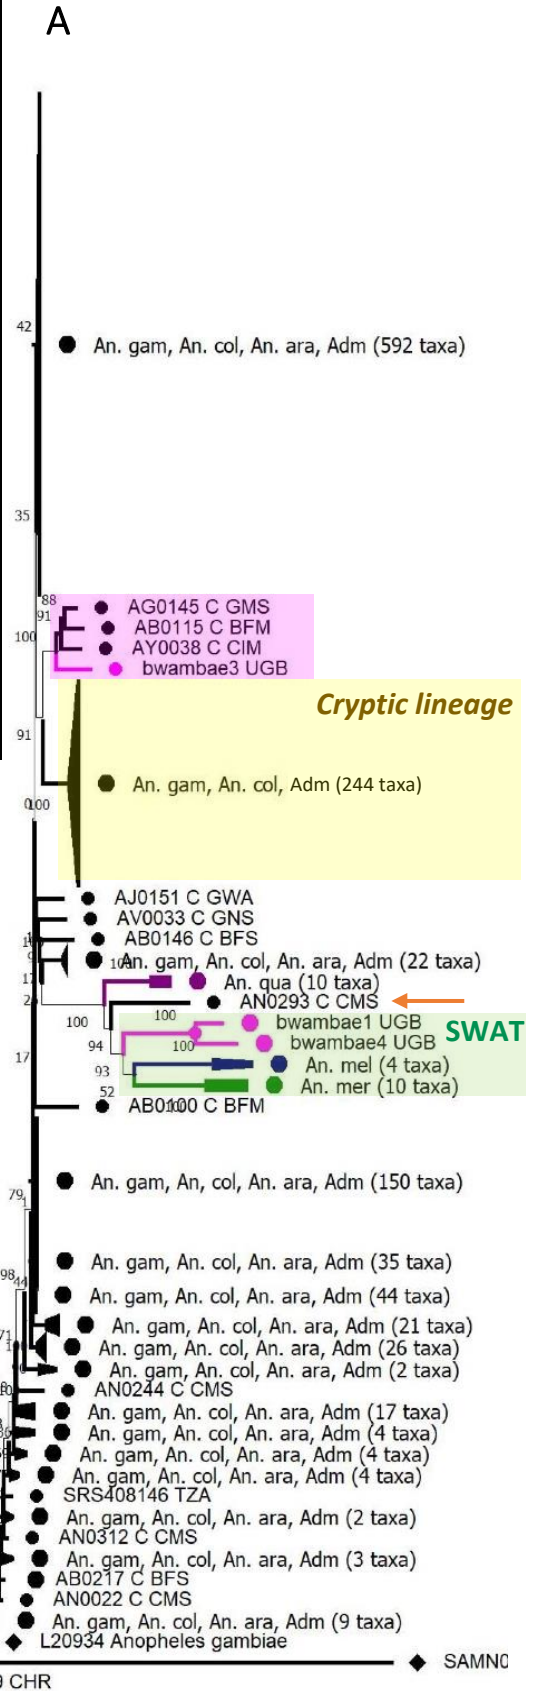 A
42
An. gam, An. col, An. ara, Adm (592 taxa)
35
88
AG0145 C GMS
91
AB0115 C BFM
100
AY0038 C CIM
bwambae3 UGB
Cryptic lineage
91
An. gam, An. col, Adm (244 taxa)
AJ0151 C GWA
AV0033 C GNS
AB0146 C BFS
An. gam, An. col, An. ara, Adm (22 taxa)
An. qua (10 taxa)
AN0293 C CMS
100
100
bwambae1 UGB
SWAT
94
100
bwambae4 UGB
17
93
An. mel (4 taxa)
52
An. mer (10 taxa)
AB0100 C BFM
79
An. gam, An, col, An. ara, Adm (150 taxa)
98
An. gam, An. col, An. ara, Adm (35 taxa)
44
An. gam, An. col, An. ara, Adm (44 taxa)
An. gam, An. col, An. ara, Adm (21 taxa)
71
An. gam, An. col, An. ara, Adm (26 taxa)
An. gam, An. col, An. ara, Adm (2 taxa)
AN0244 C CMS
An. gam, An. col, An. ara, Adm (17 taxa)
An. gam, An. col, An. ara, Adm (4 taxa)
An. gam, An. col, An. ara, Adm (4 taxa)
An. gam, An. col, An. ara, Adm (4 taxa)
SRS408146 TZA
An. gam, An. col, An. ara, Adm (2 taxa)
AN0312 C CMS
An. gam, An. col, An. ara, Adm (3 taxa)
AB0217 C BFS
AN0022 C CMS
An. gam, An. col, An. ara, Adm (9 taxa)
L20934 Anopheles gambiae
SAMN0
9 CHR